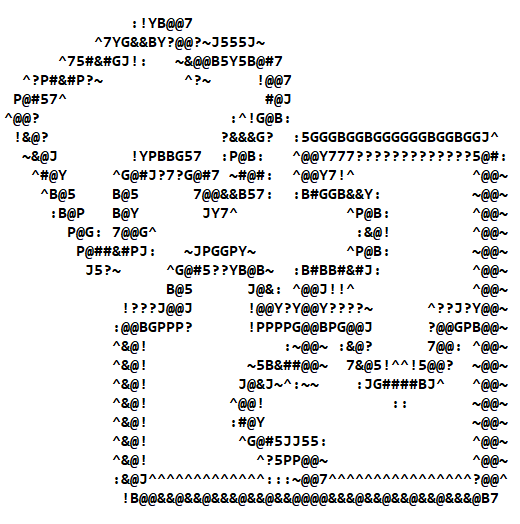 :!YB@@7
^7YG&&BY?@@?~J555J~
^75#&#GJ!:   ~&@@B5Y5B@#7
^?P#&#P?~         ^?~     !@@7
P@#57^                      #@J
^@@?                     :^!G@B:
!&@?                   ?&&&G?  :5GGGBGGBGGGGGGBGGBGGJ^
~&@J        !YPBBG57  :P@B:   ^@@Y777?????????????5@#:
^#@Y     ^G@#J?7?G@#7 ~#@#:  ^@@Y7!^             ^@@~
^B@5    B@5      7@@&&B57:  :B#GGB&&Y:          ~@@~
:B@P   B@Y       JY7^            ^P@B:         ^@@~
P@G: 7@@G^                      :&@!         ^@@~
P@##&#PJ:   ~JPGGPY~          ^P@B:         ~@@~
J5?~     ^G@#5??YB@B~  :B#BB#&#J:          ^@@~
B@5      J@&: ^@@J!!^             ^@@~
!???J@@J      !@@Y?Y@@Y????~      ^??J?Y@@~
:@@BGPPP?      !PPPPG@@BPG@@J      ?@@GPB@@~
^&@!               :~@@~ :&@?      7@@: ^@@~
^&@!           ~5B&##@@~  7&@5!^^!5@@?  ~@@~
^&@!          J@&J~^:~~    :JG####BJ^   ^@@~
^&@!         ^@@!              ::       ~@@~
^&@!         :#@Y                       ~@@~
^&@!          ^G@#5JJ55:                ^@@~
^&@!            ^?5PP@@~                ^@@~
:&@J^^^^^^^^^^^^^:::~@@7^^^^^^^^^^^^^^^^?@@^
!B@@&&@&&@&&&@&&@&&@@@@&&&@&&@&&@&&@&&&@B7